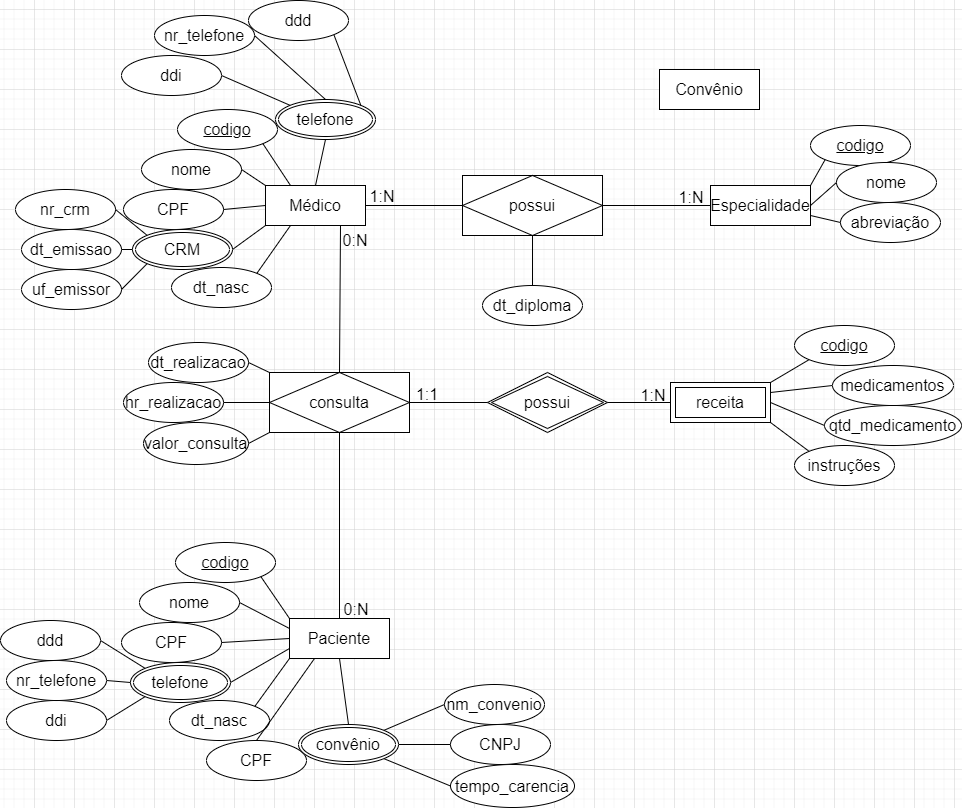 ddd
nr_telefone
ddi
telefone
Convênio
codigo
nome
CPF
Médico
1:N
possui
1:N
Especialidade
codigo
nome
abreviação
nr_crm
dt_emissao
CRM
uf_emissor
dt_nasc
0:N
dt_diploma
dt_realizacao
hr_realizacao
valor_consulta
consulta
1:1
possui
1:N
receita
codigo
medicamentos
qtd_medicamento
instruções
codigo
nome
CPF
0:N
Paciente
ddd
nr_telefone
telefone
ddi
dt_nasc
CPF
convênio
nm_convenio
CNPJ
tempo_carencia